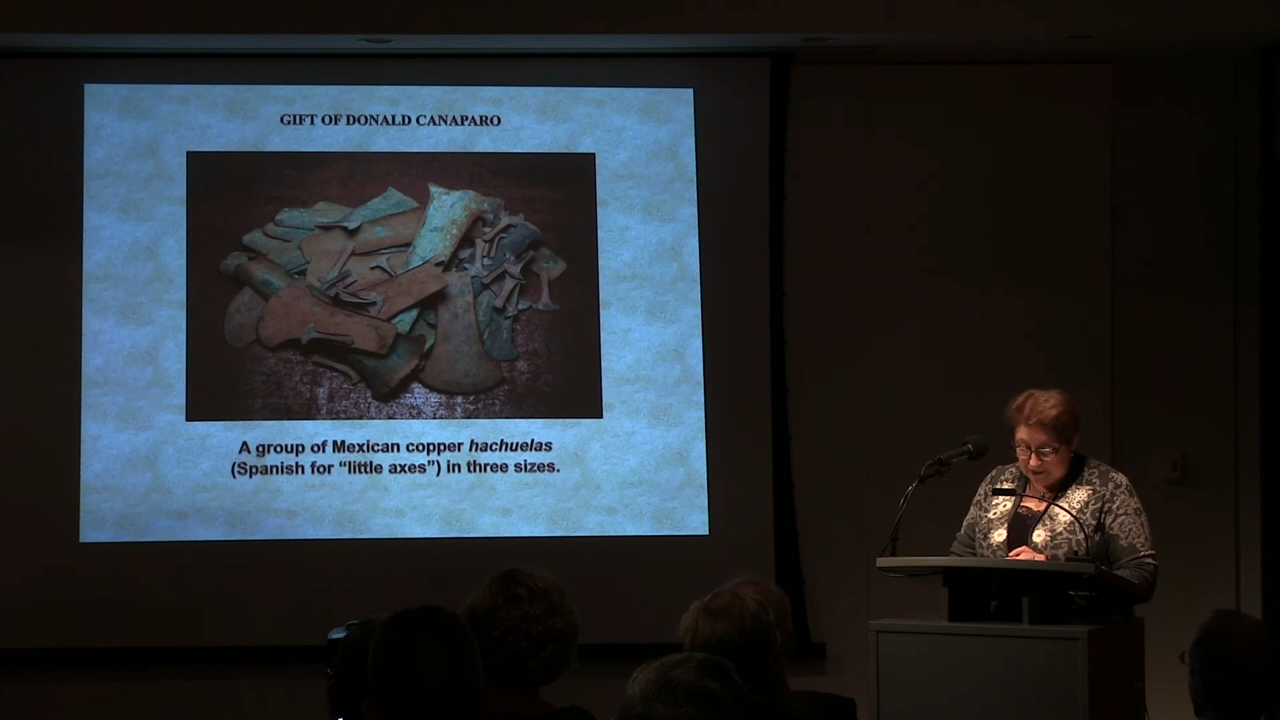 GIFT OF DONALD CANAPARO
A group of Mexican copper hachuelas
(Spanish for “little axes”) in three sizes.